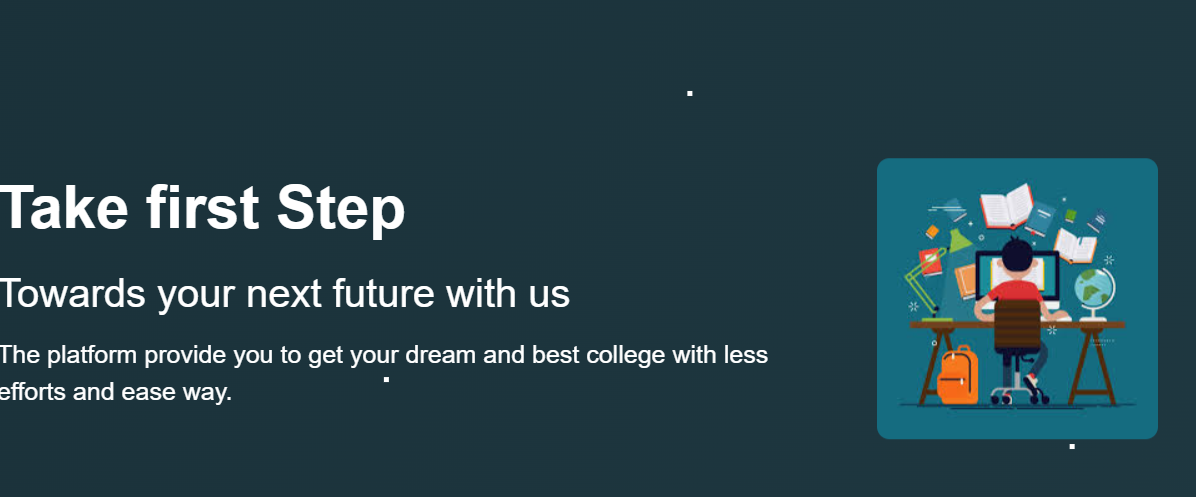 Take first Step
Towards your next future with us
The platform provide you to get your dream and best college with less
efforts and ease way.